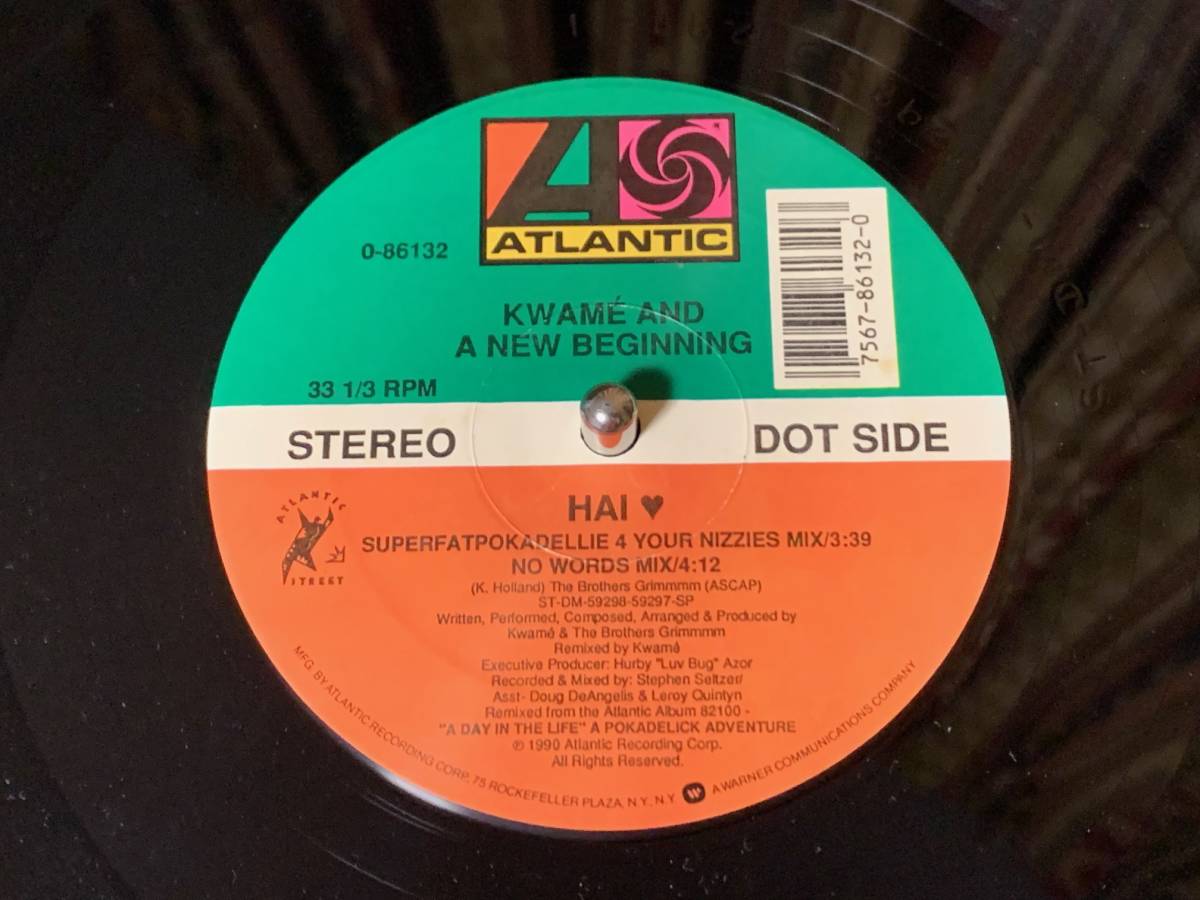 ATLANTIC
0-86132
7567-86132-0
KWAMÉ AND
A NEW BEGINNING
33 1/3 RPM
STEREO
DOT SIDE
ATLANTIC
STREET
HAI ♥
SUPERFATPOKADELLIE 4 YOUR NIZZIES MIX/3:39
NO WORDS MIX/4:12
(K. Holland) The Brothers Grimmmm (ASCAP)
ST-DM-59298-59297-SP
Written, Performed, Composed, Arranged & Produced by
Kwamé & The Brothers Grimmmm
Remixed by Kwamé
Executive Producer: Hurby "Luv Bug" Azor
Recorded & Mixed by: Stephen Seltzer/
Asst- Doug DeAngelis & Leroy Quintyn
Remixed from the Atlantic Album 82100 -
"A DAY IN THE LIFE" A POKADELICK ADVENTURE
℗ 1990 Atlantic Recording Corp.
All Rights Reserved.
MFG BY ATLANTIC RECORDING CORP, 75 ROCKEFELLER PLAZA, N.Y. N.Y. A WARNER COMMUNICATIONS COMPANY